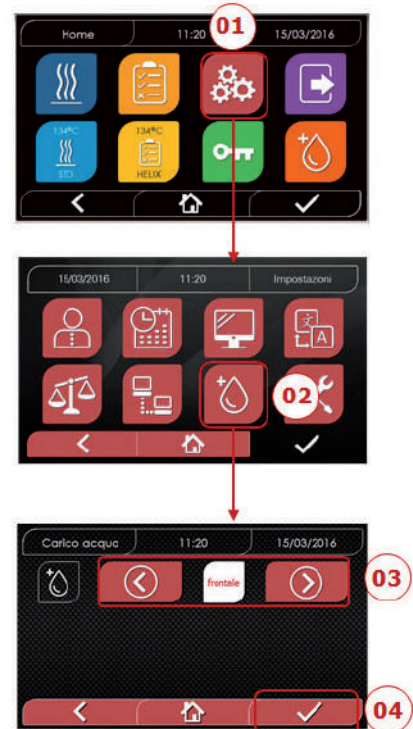 01
Home 11:20 15/03/2016
134°C 134°C
STD HELIX
15/03/2016 11:20 Impostazoni
文
A
02
Carico acqua 11:20 15/03/2016
frontale
03
04